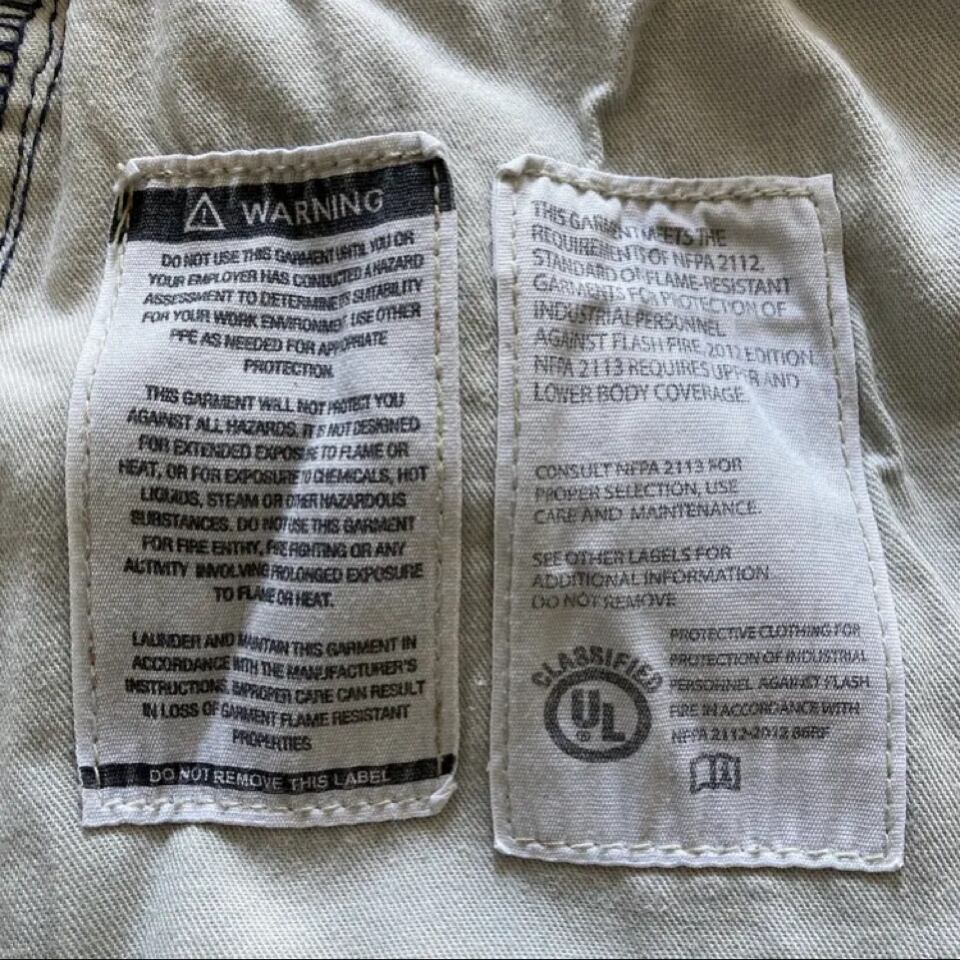 WARNING
DO NOT USE THIS GARMENT UNTIL YOU OR
YOUR EMPLOYER HAS CONDUCTED A HAZARD
ASSESSMENT TO DETERMINE ITS SUITABILITY
FOR YOUR WORK ENVIRONMENT USE OTHER
PPE AS NEEDED FOR APPROPRIATE
PROTECTION.
THIS GARMENT WILL NOT PROTECT YOU
AGAINST ALL HAZARDS. IT IS NOT DESIGNED
FOR EXTENDED EXPOSURE TO FLAME OR
HEAT, OR FOR EXPOSURE TO CHEMICALS, HOT
LIQUIDS, STEAM OR OTHER HAZARDOUS
SUBSTANCES. DO NOT USE THIS GARMENT
FOR FIRE ENTRY, FIRE FIGHTING OR ANY
ACTIVITY INVOLVING PROLONGED EXPOSURE
TO FLAME OR HEAT.
LAUNDER AND MAINTAIN THIS GARMENT IN
ACCORDANCE WITH THE MANUFACTURER'S
INSTRUCTIONS. IMPROPER CARE CAN RESULT
IN LOSS OF GARMENT FLAME RESISTANT
PROPERTIES
DO NOT REMOVE THIS LABEL
THIS GARMENT MEETS THE
REQUIREMENTS OF NFPA 2112,
STANDARD OF FLAME-RESISTANT
GARMENTS FOR PROTECTION OF
INDUSTRIAL PERSONNEL
AGAINST FLASH FIRE, 2012 EDITION.
NFPA 2113 REQUIRES UPPER AND
LOWER BODY COVERAGE.
CONSULT NFPA 2113 FOR
PROPER SELECTION, USE
CARE AND MAINTENANCE.
SEE OTHER LABELS FOR
ADDITIONAL INFORMATION
DO NOT REMOVE
CLASSIFIED
UL
®
PROTECTIVE CLOTHING FOR
PROTECTION OF INDUSTRIAL
PERSONNEL AGAINST FLASH
FIRE IN ACCORDANCE WITH
NFPA 2112-2012 86RF